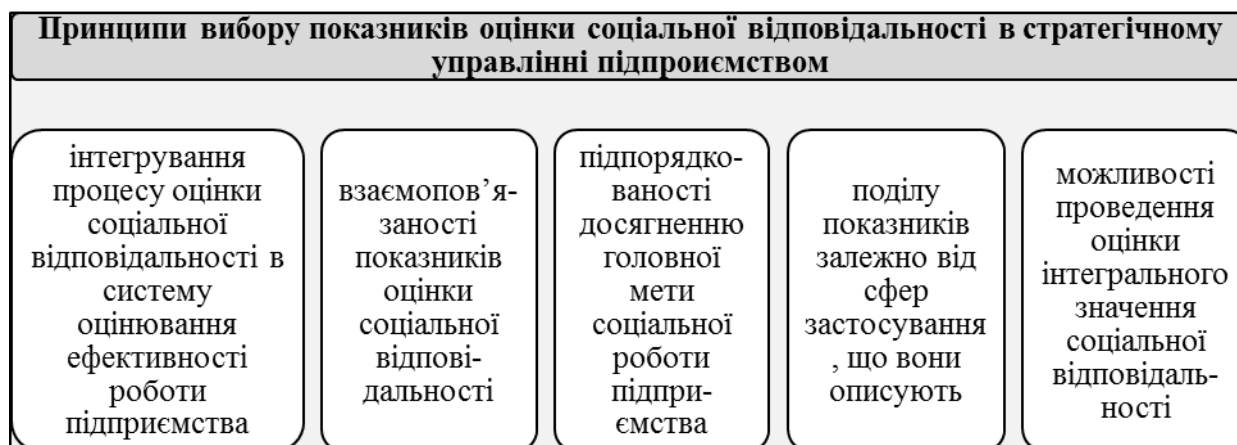 Принципи вибору показників оцінки соціальної відповідальності в стратегічному
управлінні підпроиємством
інтегрування
процесу оцінки
соціальної
відповідальності в
систему
оцінювання
ефективності
роботи
підприємства
взаємопов’я-
заності
показників
оцінки
соціальної
відпові-
дальності
підпорядко-
ваності
досягненню
головної
мети
соціальної
роботи
підпри-
ємства
поділу
показників
залежно від
сфер
застосування
, що вони
описують
можливості
проведення
оцінки
інтегрального
значення
соціальної
відповідаль-
ності